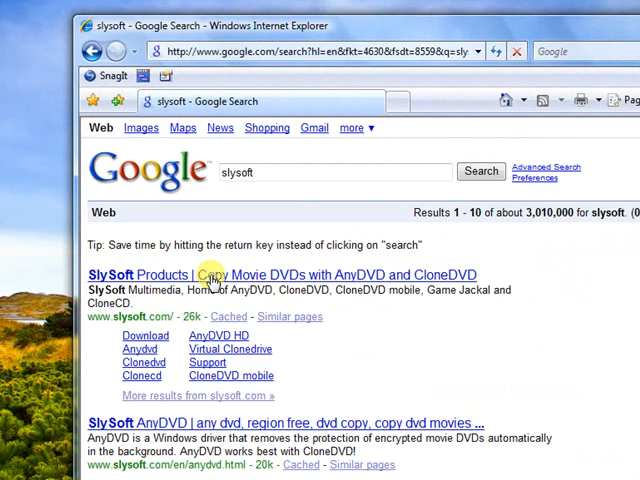 slysoft - Google Search - Windows Internet Explorer
http://www.google.com/search?hl=en&fkt=4630&fsdt=8559&q=sly
Google
SnagIt
slysoft - Google Search
Pag
Web Images Maps News Shopping Gmail more ▼
Google™ slysoft Search Advanced Search
Preferences
Web Results 1 - 10 of about 3,010,000 for slysoft. (0
Tip: Save time by hitting the return key instead of clicking on "search"
SlySoft Products | Copy Movie DVDs with AnyDVD and CloneDVD
SlySoft Multimedia, Home of AnyDVD, CloneDVD, CloneDVD mobile, Game Jackal and
CloneCD.
www.slysoft.com/ - 26k - Cached - Similar pages
Download AnyDVD HD
Anydvd Virtual Clonedrive
Clonedvd Support
Clonecd CloneDVD mobile
More results from slysoft.com »
SlySoft AnyDVD | any dvd, region free, dvd copy, copy dvd movies ...
AnyDVD is a Windows driver that removes the protection of encrypted movie DVDs automatically
in the background. AnyDVD works best with CloneDVD!
www.slysoft.com/en/anydvd.html - 20k - Cached - Similar pages